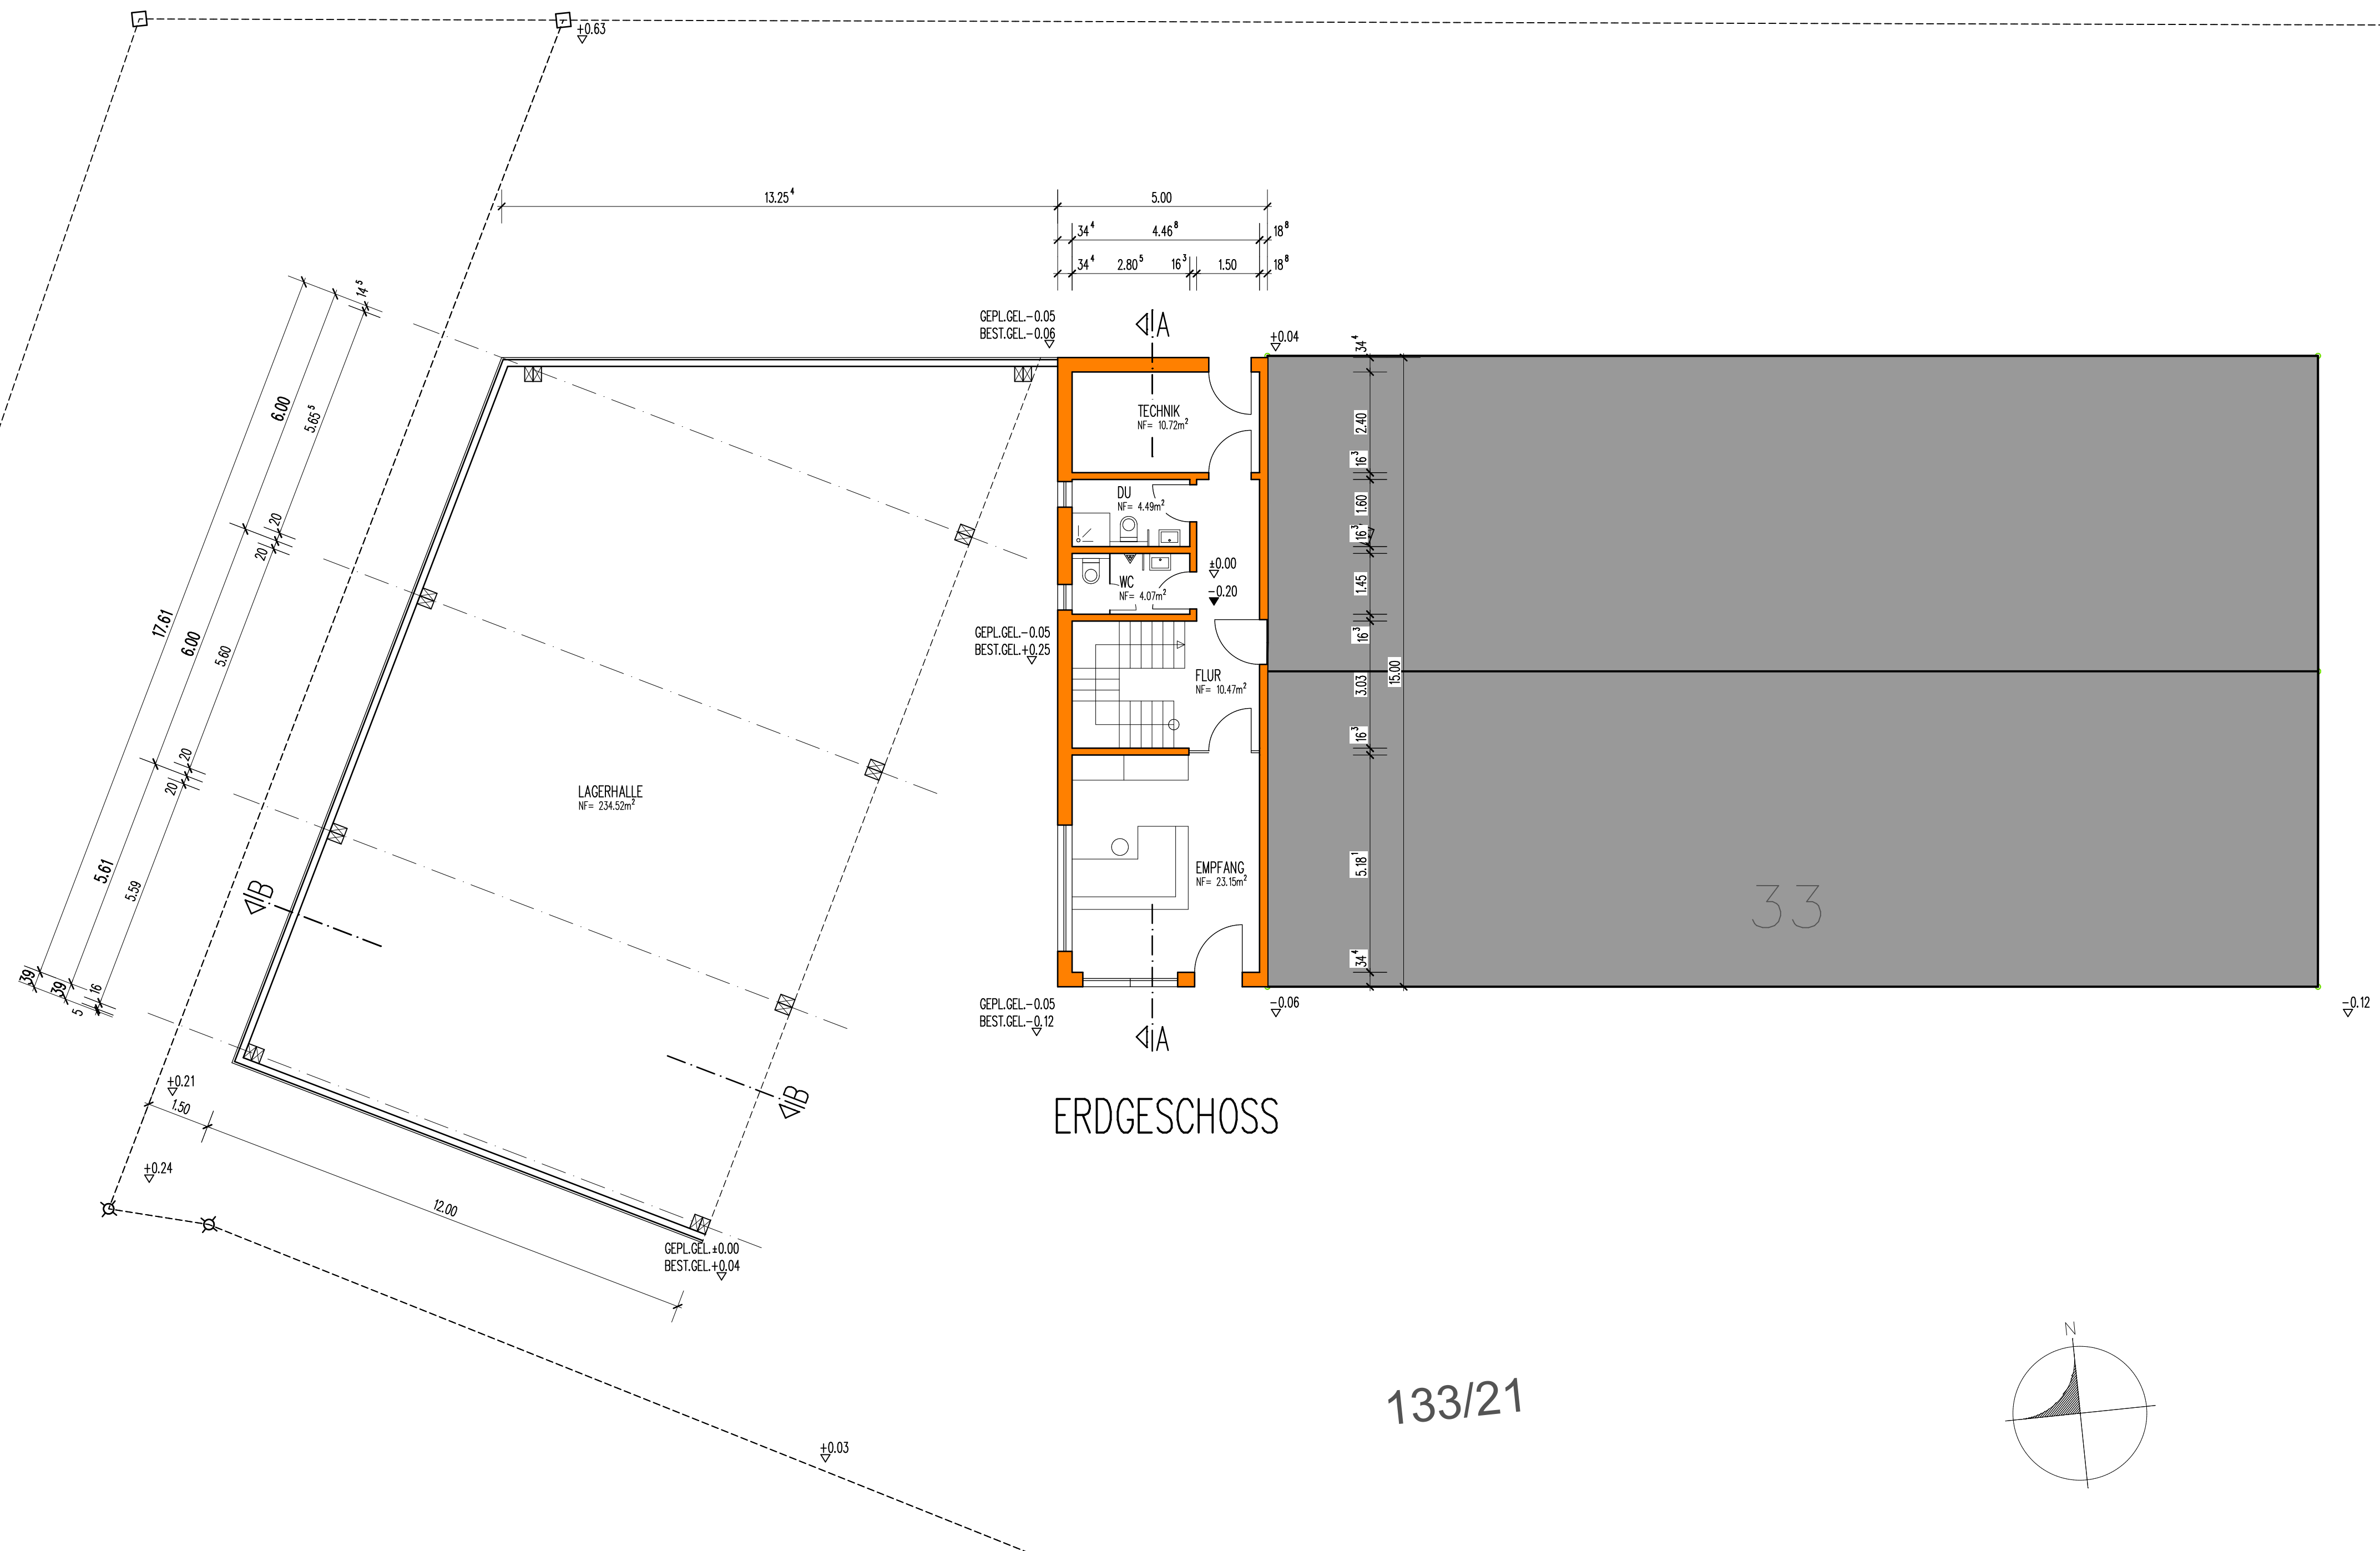 +0.63
13.25⁴
5.00
34⁴
4.46⁸
18⁸
34⁴
2.80⁵
16³
1.50
18⁸
14⁵
6.00
5.65⁵
GEPL.GEL.-0.05
BEST.GEL.-0.06
A
+0.04
34⁴
TECHNIK
NF= 10.72m²
2.40
16³
DU
NF= 4.49m²
1.60
16³
20
20
WC
NF= 4.07m²
±0.00
-0.20
1.45
17.61
6.00
5.60
GEPL.GEL.-0.05
BEST.GEL.+0.25
16³
FLUR
NF= 10.47m²
3.03
15.00
16³
20
20
LAGERHALLE
NF= 234.52m²
5.61
5.59
B
EMPFANG
NF= 23.15m²
5.18¹
33
34⁴
39
39
16
5
GEPL.GEL.-0.05
BEST.GEL.-0.12
-0.06
-0.12
A
+0.21
1.50
B
ERDGESCHOSS
+0.24
12.00
GEPL.GEL.±0.00
BEST.GEL.+0.04
N
133/21
+0.03